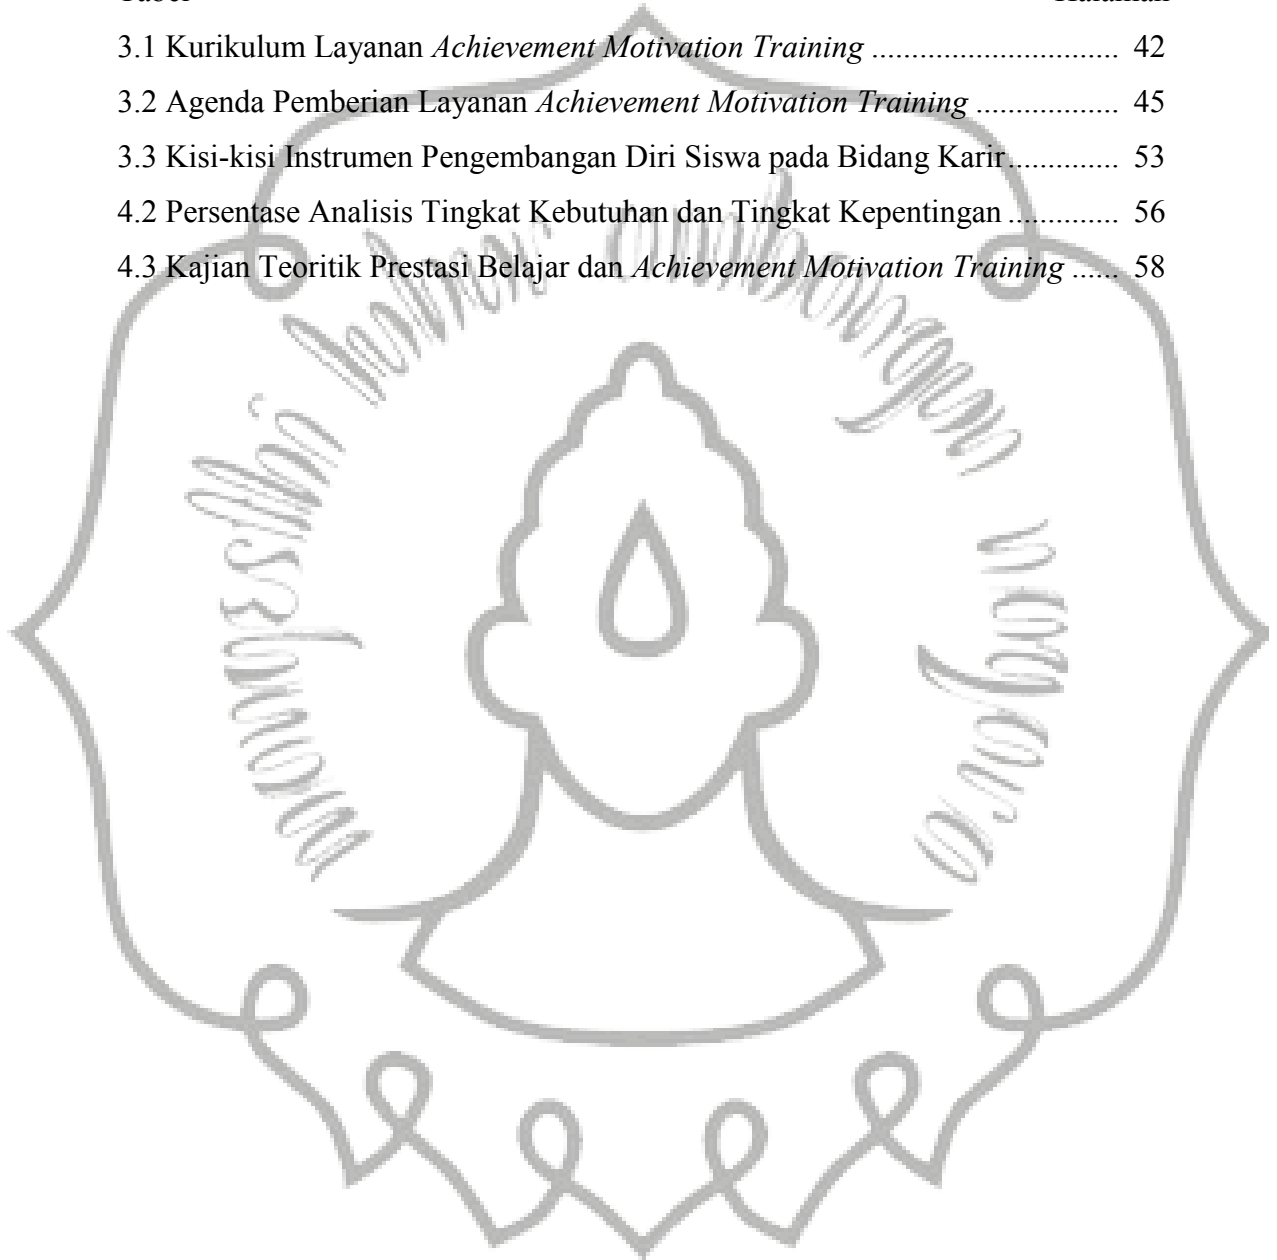 3.1 Kurikulum Layanan Achievement Motivation Training ............................... 42
3.2 Agenda Pemberian Layanan Achievement Motivation Training .................. 45
3.3 Kisi-kisi Instrumen Pengembangan Diri Siswa pada Bidang Karir.............. 53
4.2 Persentase Analisis Tingkat Kebutuhan dan Tingkat Kepentingan .............. 56
4.3 Kajian Teoritik Prestasi Belajar dan Achievement Motivation Training ...... 58